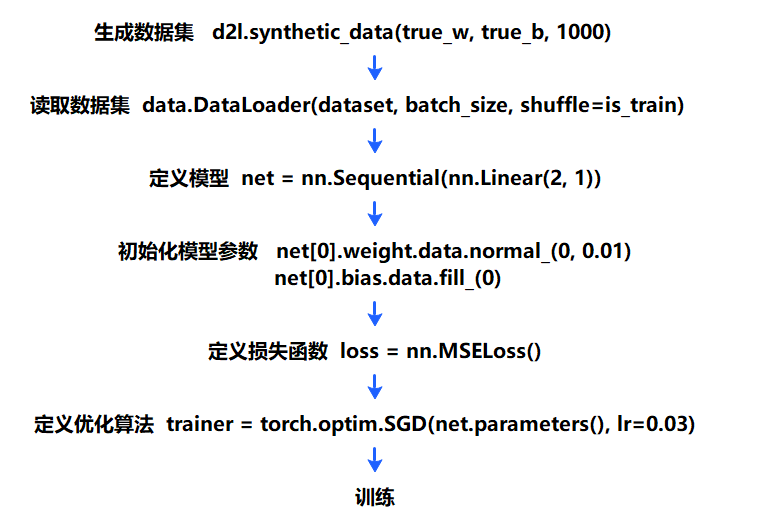 生成数据集 d2l.synthetic_data(true_w, true_b, 1000)
读取数据集 data.DataLoader(dataset, batch_size, shuffle=is_train)
定义模型 net = nn.Sequential(nn.Linear(2, 1))
初始化模型参数 net[0].weight.data.normal_(0, 0.01)
net[0].bias.data.fill_(0)
定义损失函数 loss = nn.MSELoss()
定义优化算法 trainer = torch.optim.SGD(net.parameters(), lr=0.03)
训练